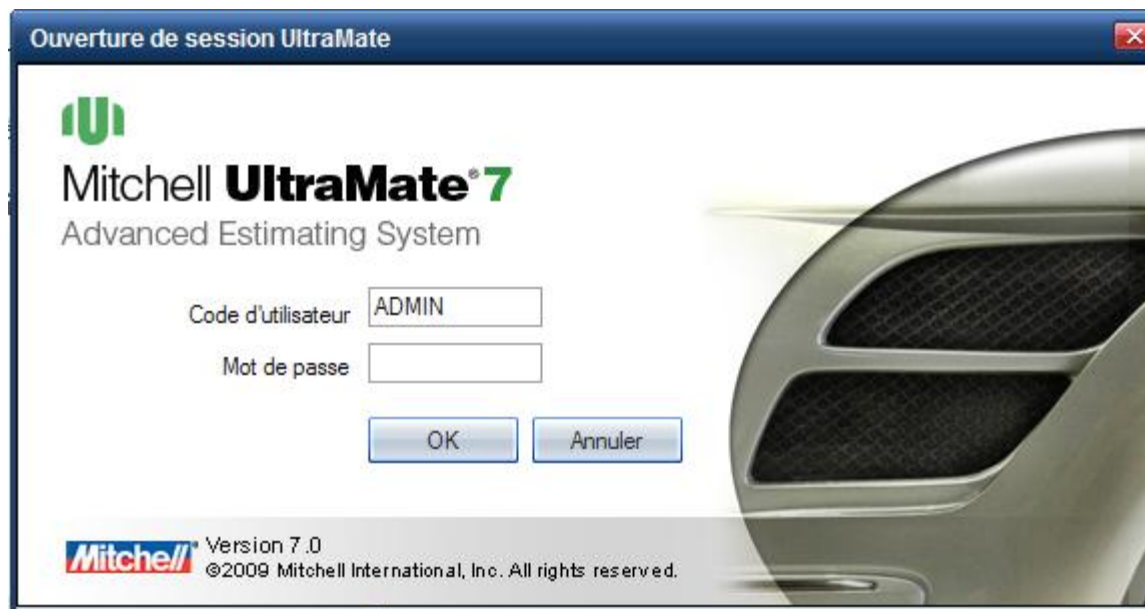 Ouverture de session UltraMate
Mitchell UltraMate® 7
Advanced Estimating System
Code d'utilisateur ADMIN
Mot de passe
OK Annuler
Mitchell® Version 7.0
©2009 Mitchell International, Inc. All rights reserved.